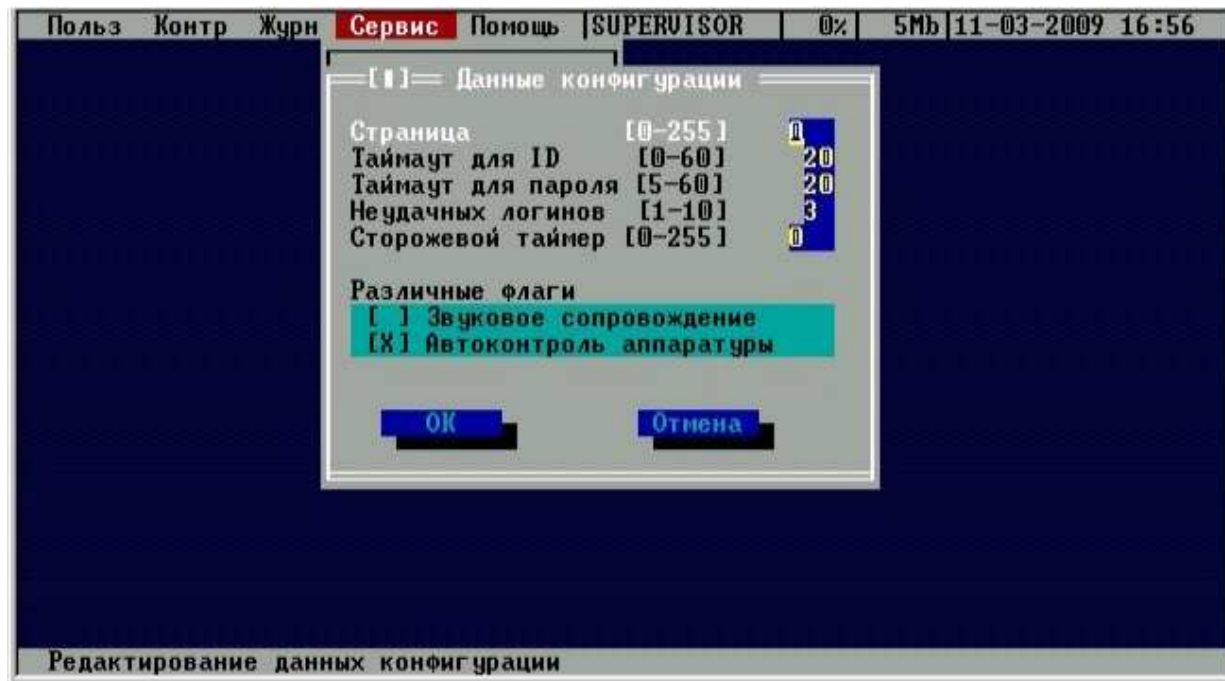 Польз Контр Журн Сервис Помощь |SUPERVISOR | 0% | 5Mb|11-03-2009 16:56
Данные конфигурации
Страница [0-255] 0
Таймаут для ID [0-60] 20
Таймаут для пароля [5-60] 20
Неудачных логинов [1-10] 3
Сторожевой таймер [0-255] 0
Различные флаги
[ ] Звуковое сопровождение
[X] Автоконтроль аппаратуры
ОК Отмена
Редактирование данных конфигурации